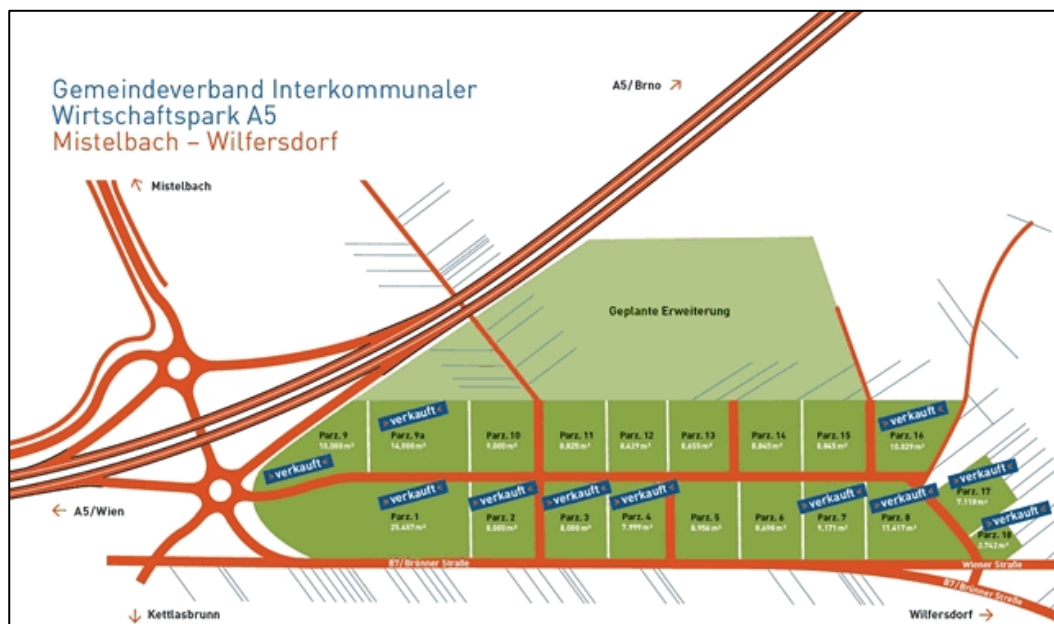 Gemeindeverband Interkommunaler
Wirtschaftspark A5
Mistelbach – Wilfersdorf
A5/Brno
Mistelbach
Geplante Erweiterung
>verkauft<
>verkauft<
Parz. 9
10.000 m²
Parz. 9a
14.000 m²
Parz. 10
9.000 m²
Parz. 11
8.825 m²
Parz. 12
8.629 m²
Parz. 13
8.655 m²
Parz. 14
8.845 m²
Parz. 15
8.845 m²
Parz. 16
10.029 m²
>verkauft<
>verkauft<
>verkauft<
>verkauft<
>verkauft<
>verkauft<
>verkauft<
>verkauft<
Parz. 17
7.118 m²
>verkauft<
Parz. 1
Parz. 2
8.000 m²
Parz. 3
8.000 m²
Parz. 4
7.999 m²
Parz. 5
8.956 m²
Parz. 6
8.698 m²
Parz. 7
9.171 m²
Parz. 8
11.417 m²
Parz. 18
2.742 m²
A5/Wien
B7/Brünner Straße
Wiener Straße
B7/Brünner Straße
Kettlasbrunn
Wilfersdorf